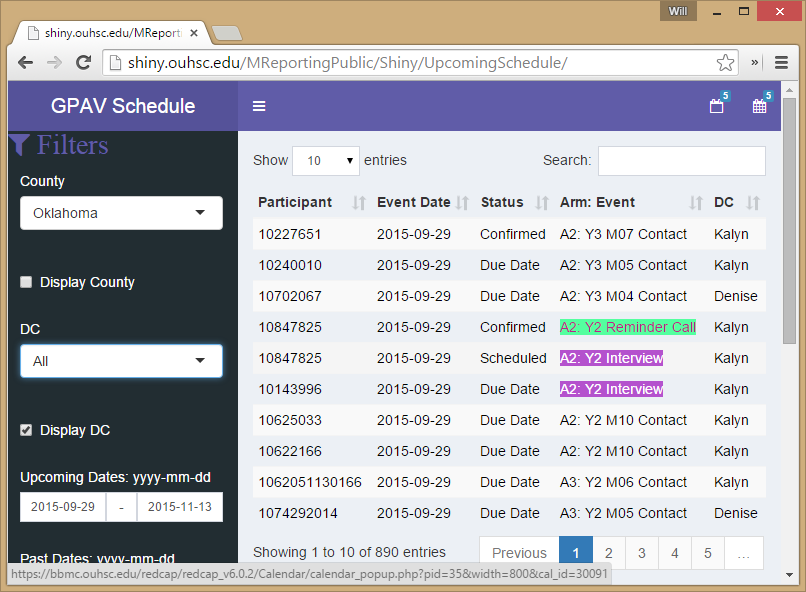 Will
shiny.ouhsc.edu/MReporti
shiny.ouhsc.edu/MReportingPublic/Shiny/UpcomingSchedule/
GPAV Schedule
5
5
Filters
County
Oklahoma
Display County
DC
All
Display DC
Upcoming Dates: yyyy-mm-dd
2015-09-29 - 2015-11-13
Past Dates: yyyy-mm-dd
Show 10 entries
Search:
Participant Event Date Status Arm: Event DC
10227651 2015-09-29 Confirmed A2: Y3 M07 Contact Kalyn
10240010 2015-09-29 Due Date A2: Y3 M05 Contact Kalyn
10702067 2015-09-29 Due Date A2: Y3 M04 Contact Denise
10847825 2015-09-29 Confirmed A2: Y2 Reminder Call Kalyn
10847825 2015-09-29 Scheduled A2: Y2 Interview Kalyn
10143996 2015-09-29 Due Date A2: Y2 Interview Kalyn
10625033 2015-09-29 Due Date A2: Y2 M10 Contact Kalyn
10622166 2015-09-29 Due Date A2: Y2 M10 Contact Kalyn
1062051130166 2015-09-29 Due Date A3: Y2 M06 Contact Kalyn
1074292014 2015-09-29 Due Date A3: Y2 M05 Contact Denise
Showing 1 to 10 of 890 entries
Previous 1 2 3 4 5 ...
https://bbmc.ouhsc.edu/redcap/redcap_v6.0.2/Calendar/calendar_popup.php?pid=35&width=800&cal_id=30091